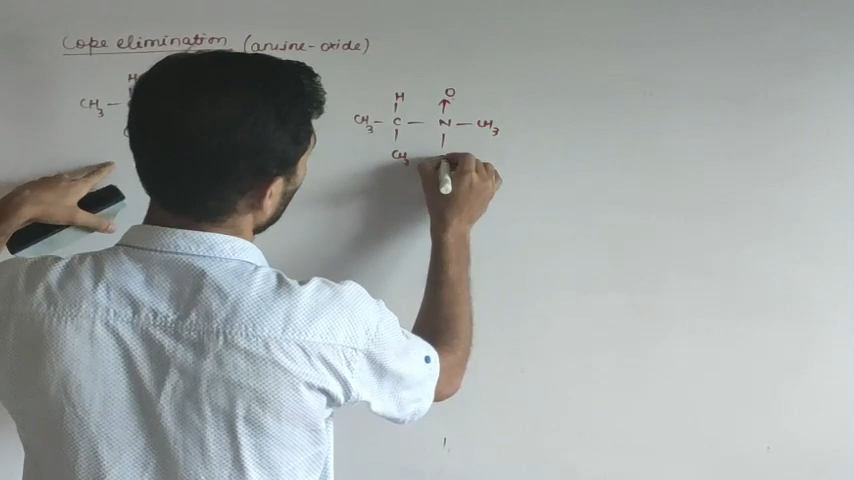 Cope elimination (amine-oxide)
H H O
CH3 - CH3 - C - N - CH3
CH3